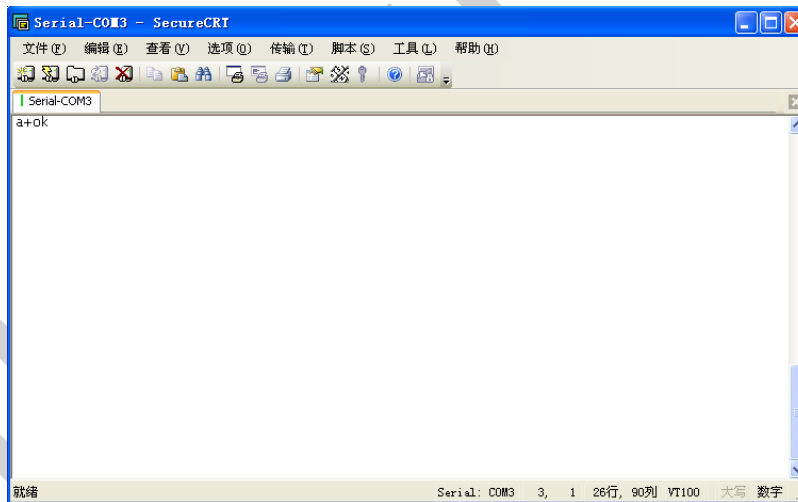 Serial-COM3 - SecureCRT
文件(F) 编辑(E) 查看(V) 选项(O) 传输(T) 脚本(S) 工具(L) 帮助(H)
Serial-COM3
a+ok
就绪 Serial: COM3 3, 1 26行, 90列 VT100 大写 数字